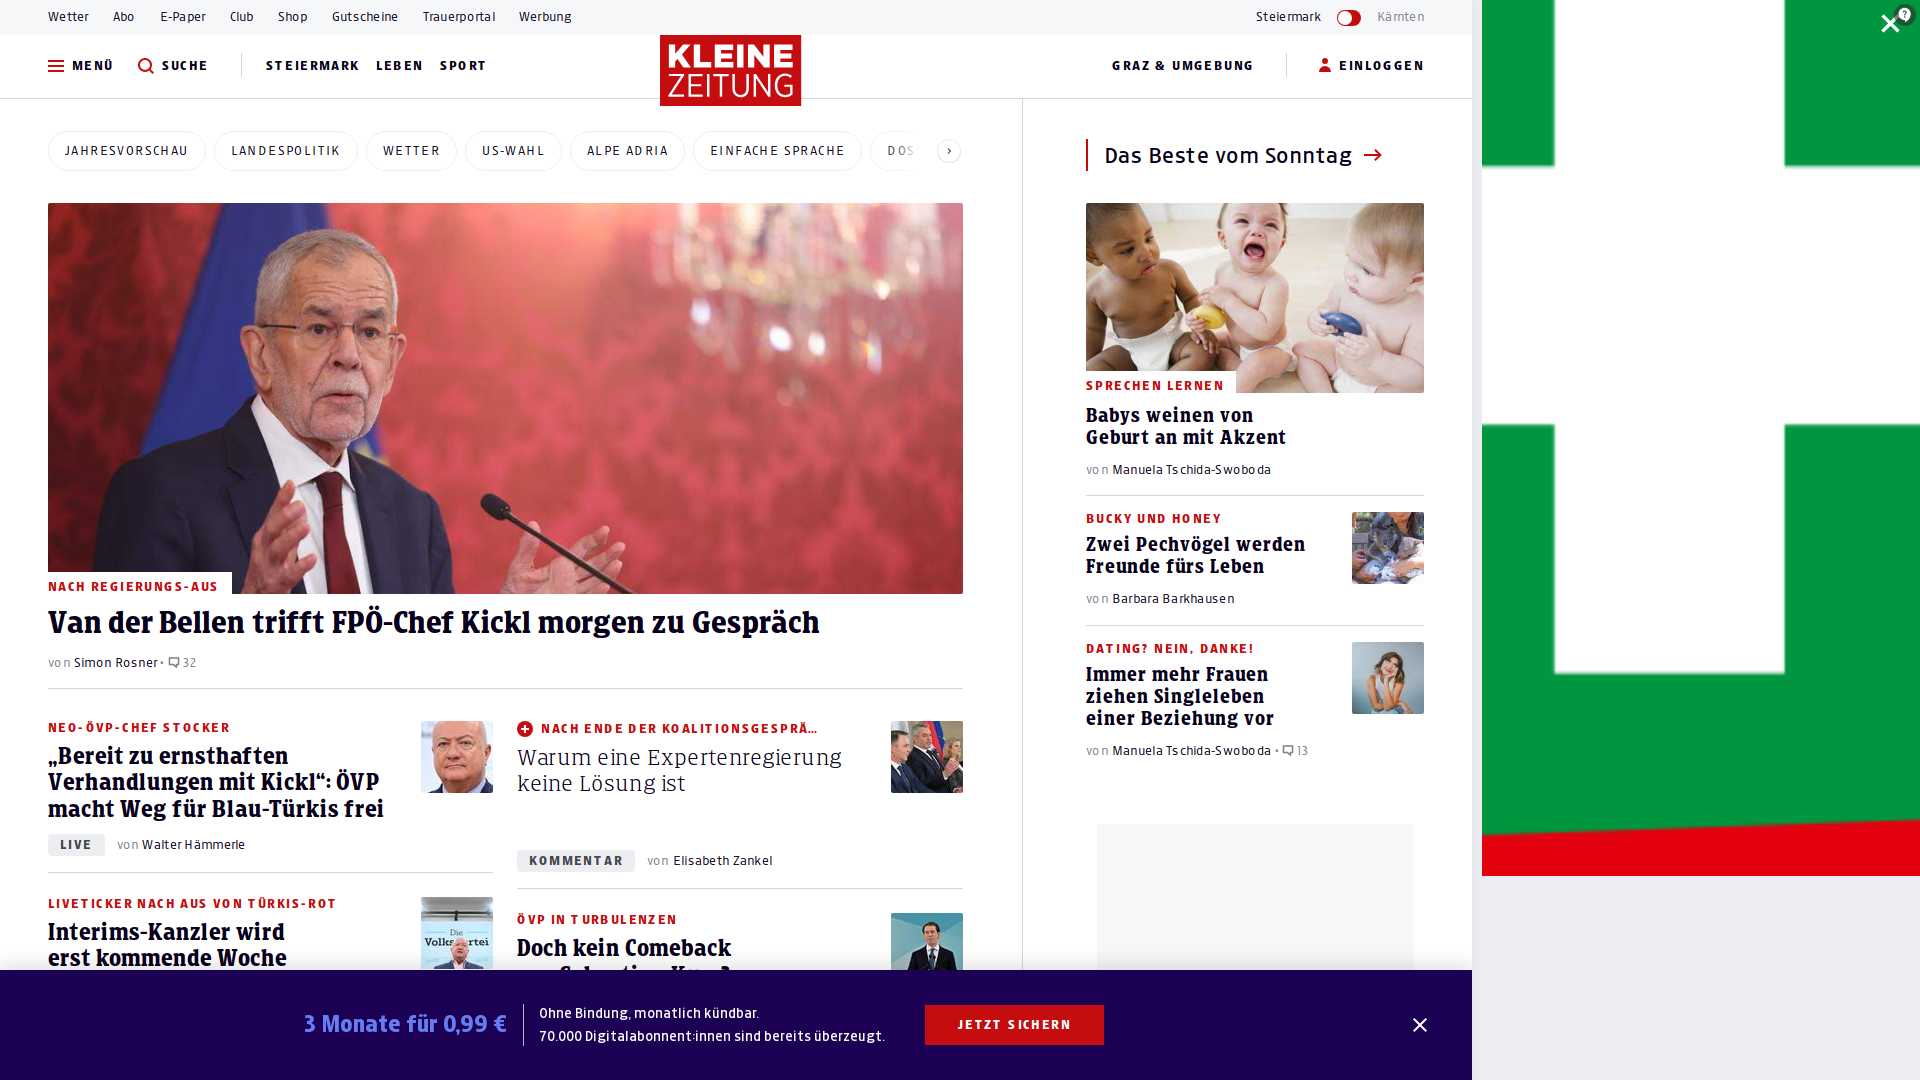 Wetter Abo E-Paper Club Shop Gutscheine Trauerportal Werbung Steiermark Kärnten
MENÜ SUCHE STEIERMARK LEBEN SPORT KLEINE ZEITUNG GRAZ & UMGEBUNG EINLOGGEN
JAHRESVORSCHAU LANDESPOLITIK WETTER US-WAHL ALPE ADRIA EINFACHE SPRACHE DOS
NACH REGIERUNGS-AUS
Van der Bellen trifft FPÖ-Chef Kickl morgen zu Gespräch
von Simon Rosner • 32
NEO-ÖVP-CHEF STOCKER
„Bereit zu ernsthaften
Verhandlungen mit Kickl“: ÖVP
macht Weg für Blau-Türkis frei
LIVE von Walter Hämmerle
NACH ENDE DER KOALITIONSGESPRÄ...
Warum eine Expertenregierung
keine Lösung ist
KOMMENTAR von Elisabeth Zankel
LIVETICKER NACH AUS VON TÜRKIS-ROT
Interims-Kanzler wird
erst kommende Woche
Die
ÖVP IN TURBULENZEN
Doch kein Comeback
Das Beste vom Sonntag
SPRECHEN LERNEN
Babys weinen von
Geburt an mit Akzent
von Manuela Tschida-Swoboda
BUCKY UND HONEY
Zwei Pechvögel werden
Freunde fürs Leben
von Barbara Barkhausen
DATING? NEIN, DANKE!
Immer mehr Frauen
ziehen Singleleben
einer Beziehung vor
von Manuela Tschida-Swoboda • 13
3 Monate für 0,99 €
Ohne Bindung, monatlich kündbar.
70.000 Digitalabonnent:innen sind bereits überzeugt.
JETZT SICHERN